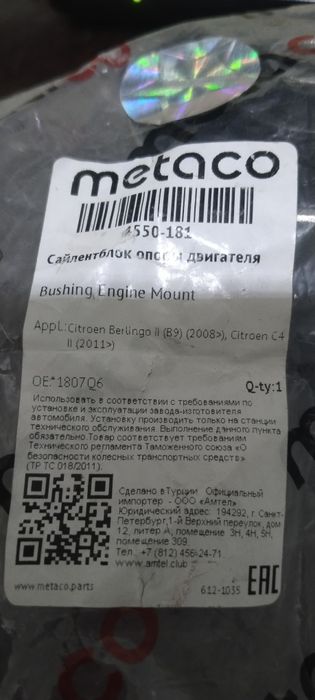 metaco
4550-181
Сайлентблок опоры двигателя
Bushing Engine Mount
Appl.:Citroen Berlingo II (B9) (2008>), Citroen C4
II (2011>)
OE:*1807Q6
Q-ty:1
Использовать в соответствии с требованиями по
установке и эксплуатации завода-изготовителя
автомобиля. Установку производить только на станции
технического обслуживания. Выполнение данного пункта
обязательно.Товар соответствует требованиям
Технического регламента Таможенного союза «О
безопасности колесных транспортных средств»
(ТР ТС 018/2011).
Сделано в Турции Официальный
импортер - ООО «Амтел»
Юридический адрес: 194292, г. Санкт-
Петербург,1-й Верхний переулок, дом
12, литер А, помещение 3Н, 4Н, 5Н,
помещение 309
Тел.: +7 (812) 456-24-71
www.amtel.club
www.metaco.parts
612-1035
EAC